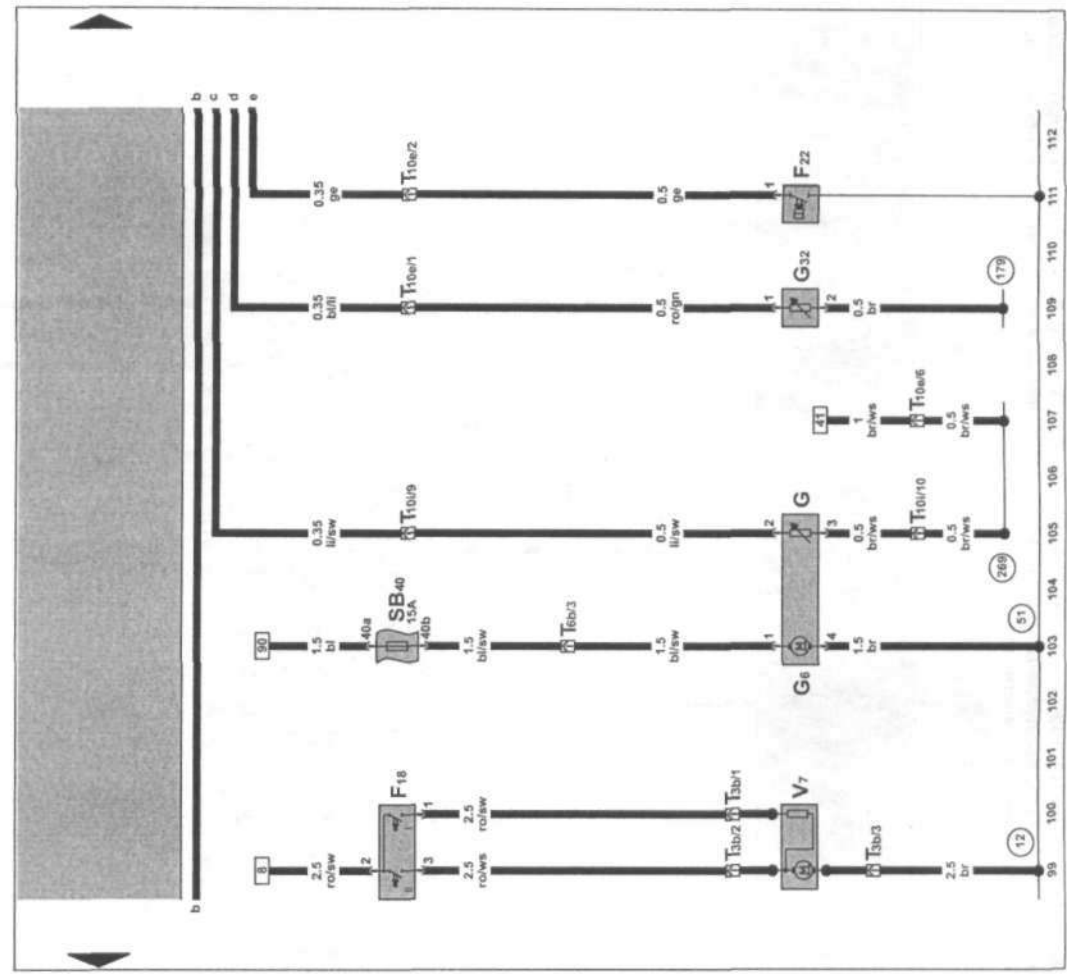 b
c
d
e
0.35
ge
T10e/2
0.5
ge
1
F22
0.35
bl/li
T10e/1
0.5
ro/gn
1
G32
2
0.5
br
179
41
1
br/ws
T10e/6
0.5
br/ws
0.35
li/sw
T10i/9
0.5
li/sw
2
G
3
0.5
br/ws
T10i/10
0.5
br/ws
269
90
1.5
bl
40a
SB40
15A
40b
1.5
bl/sw
T6b/3
1.5
bl/sw
1
G6
M
4
1.5
br
51
8
2.5
ro/sw
2
F18
1
2.5
ro/sw
T3b/1
3
2.5
ro/ws
T3b/2
V7
M
T3b/3
2.5
br
12
b
99
100
101
102
103
104
105
106
107
108
109
110
111
112